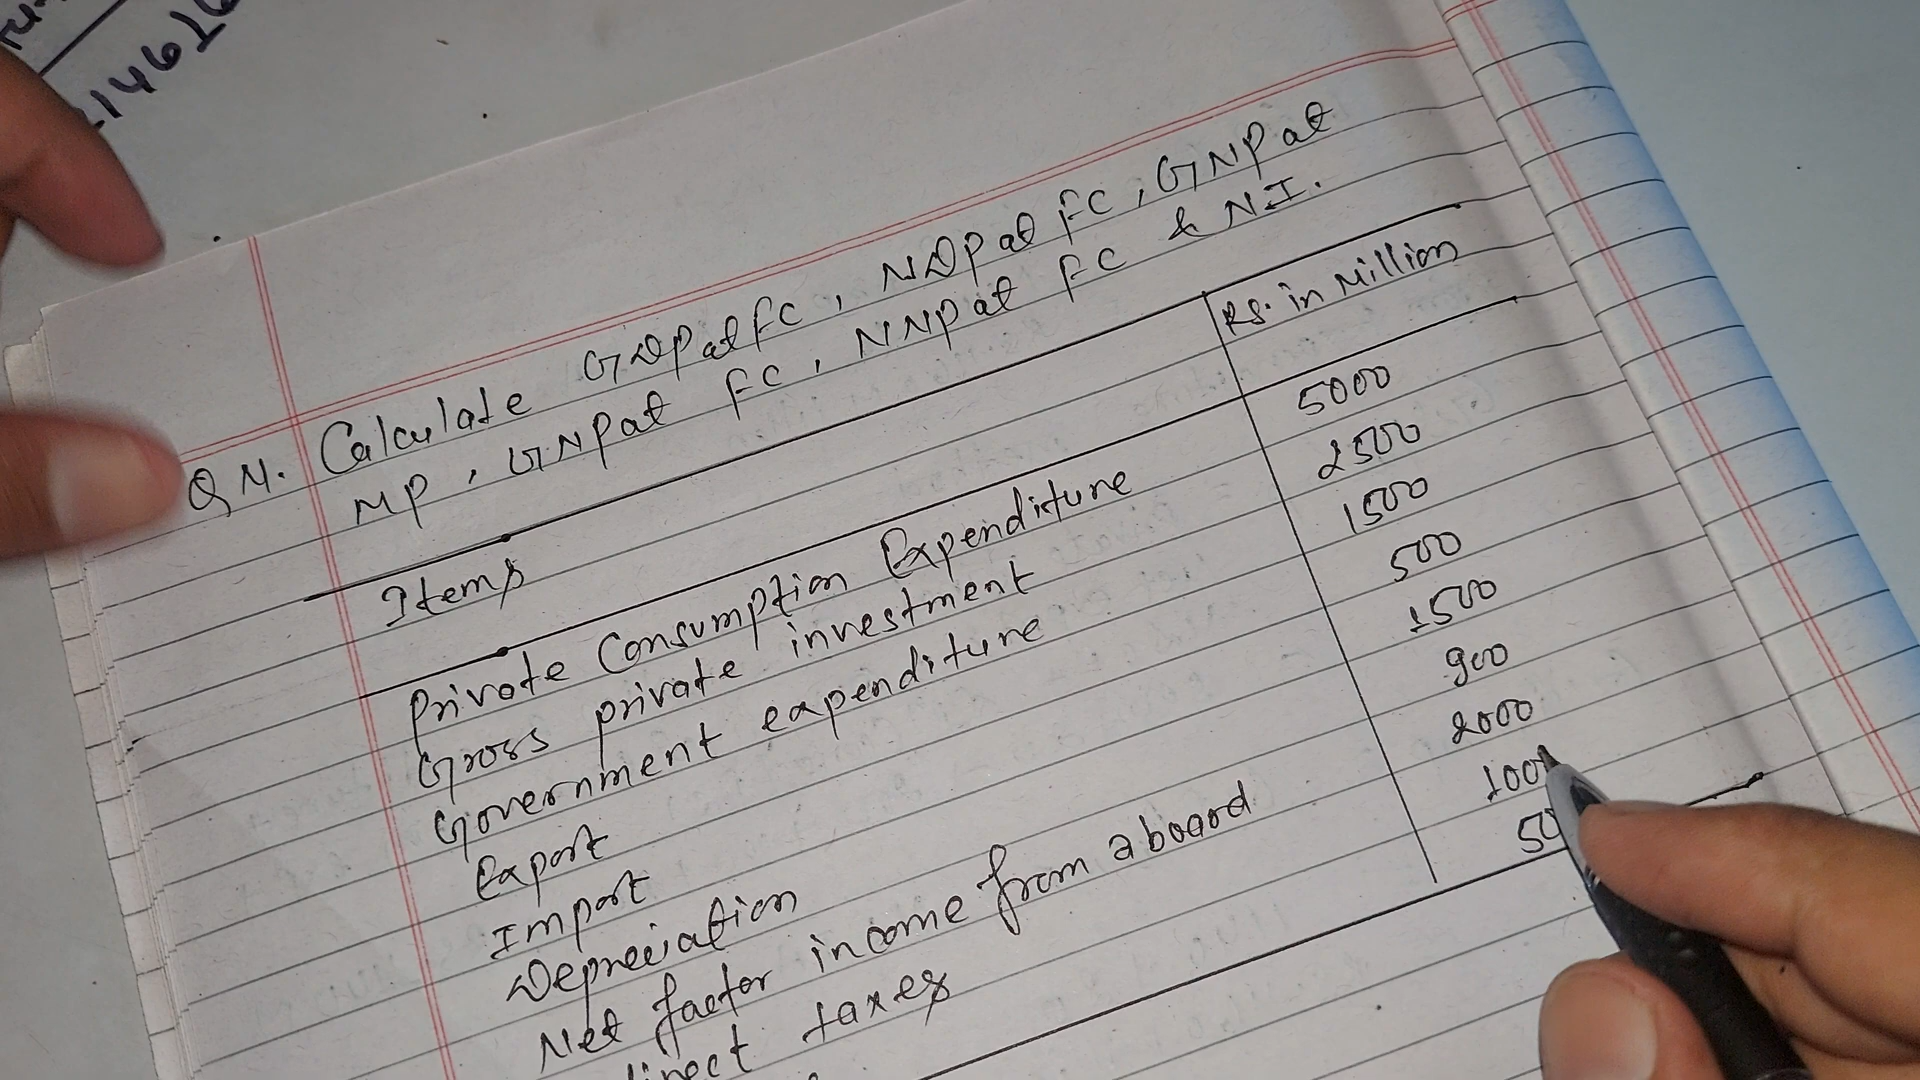 21461
Q N. Calculate GDP at FC, NDP at FC, GNP at
MP, GNP at FC, NNP at FC & NI.
Items Rs. in Million
Private Consumption Expenditure 5000
Gross private investment 2500
Government expenditure 1500
Export 500
Import 1500
Depreciation 900
Net factor income from aboard 2000
taxes 100
50